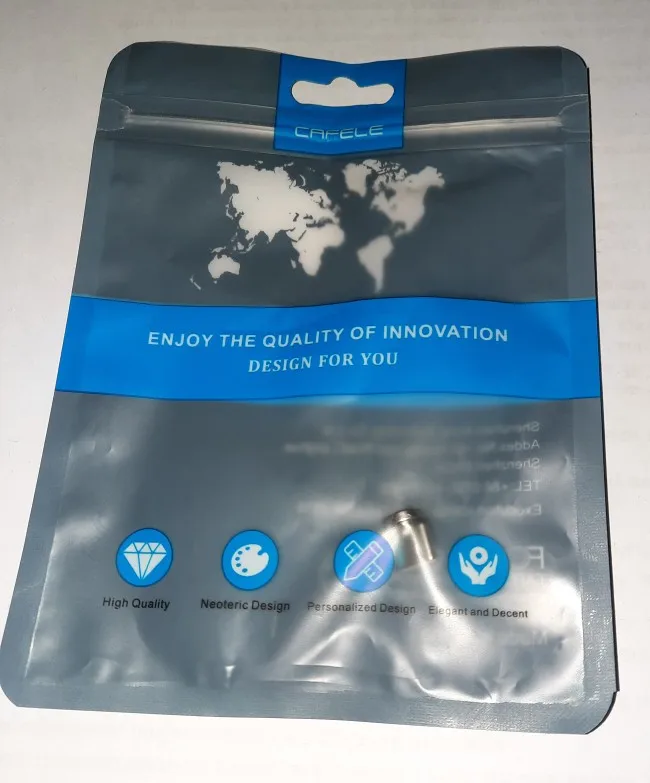 CAFELE
ENJOY THE QUALITY OF INNOVATION
DESIGN FOR YOU
High Quality
Neoteric Design
Personalized Design
Elegant and Decent